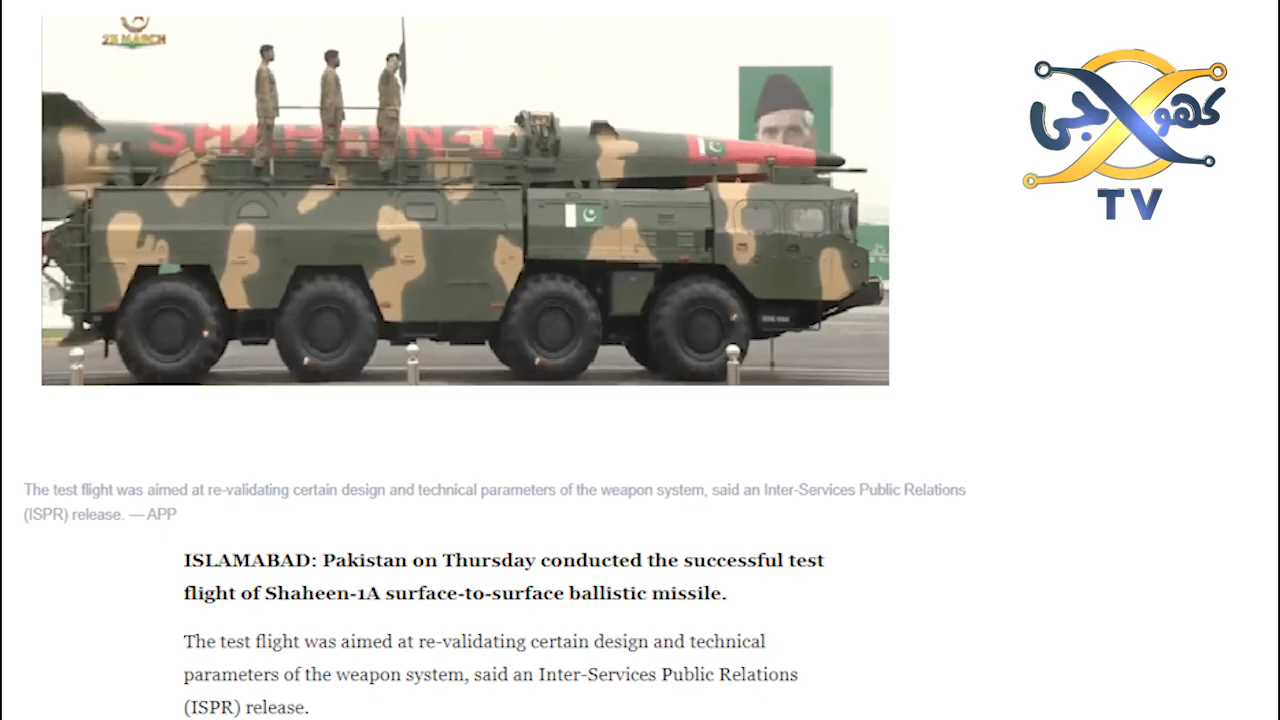 23 MARCH
SHAHEEN-1
کھوجی
TV
The test flight was aimed at re-validating certain design and technical parameters of the weapon system, said an Inter-Services Public Relations
(ISPR) release. — APP
ISLAMABAD: Pakistan on Thursday conducted the successful test
flight of Shaheen-1A surface-to-surface ballistic missile.
The test flight was aimed at re-validating certain design and technical
parameters of the weapon system, said an Inter-Services Public Relations
(ISPR) release.